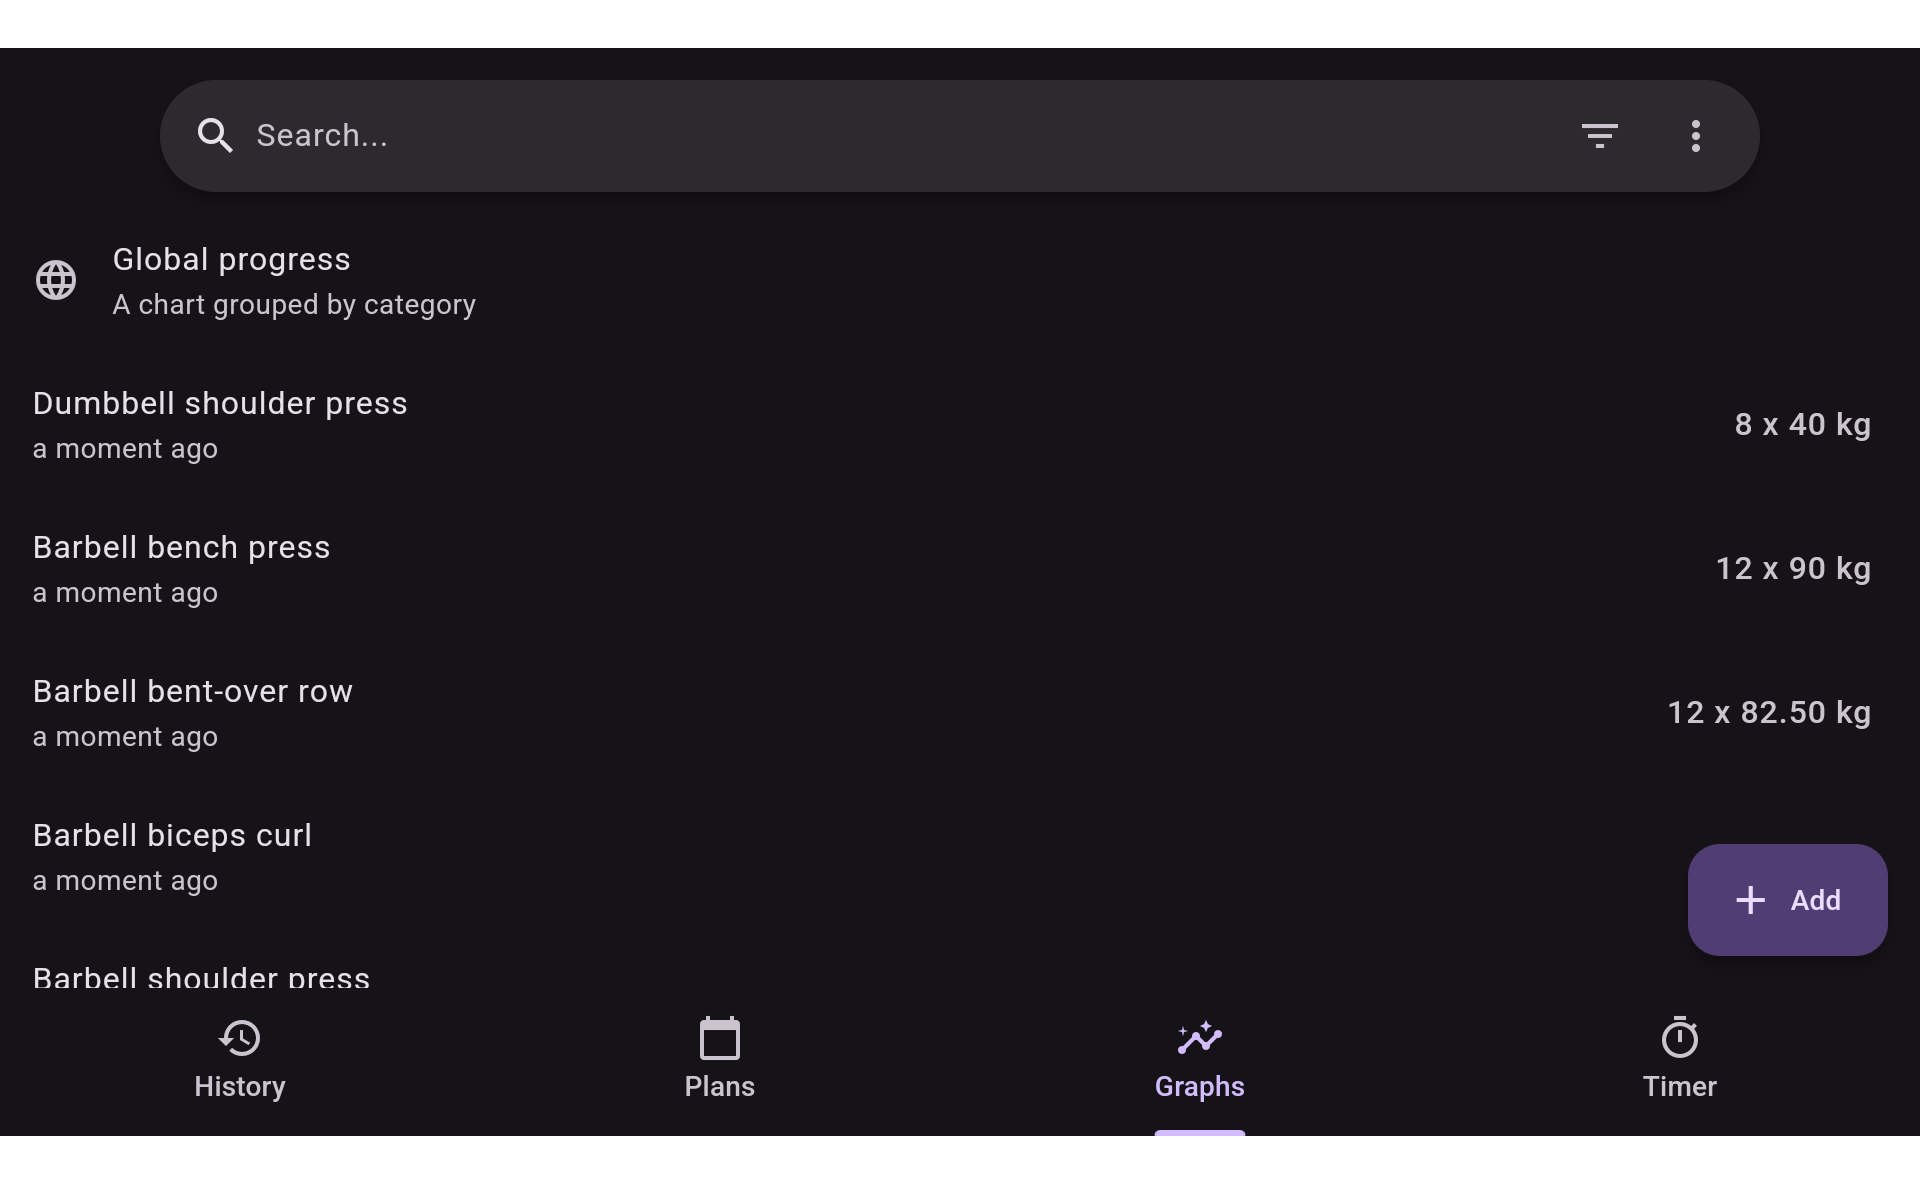 Search...
Global progress
A chart grouped by category
Dumbbell shoulder press
a moment ago
8 x 40 kg
Barbell bench press
a moment ago
12 x 90 kg
Barbell bent-over row
a moment ago
12 x 82.50 kg
Barbell biceps curl
a moment ago
Add
Barbell shoulder press
History
Plans
Graphs
Timer